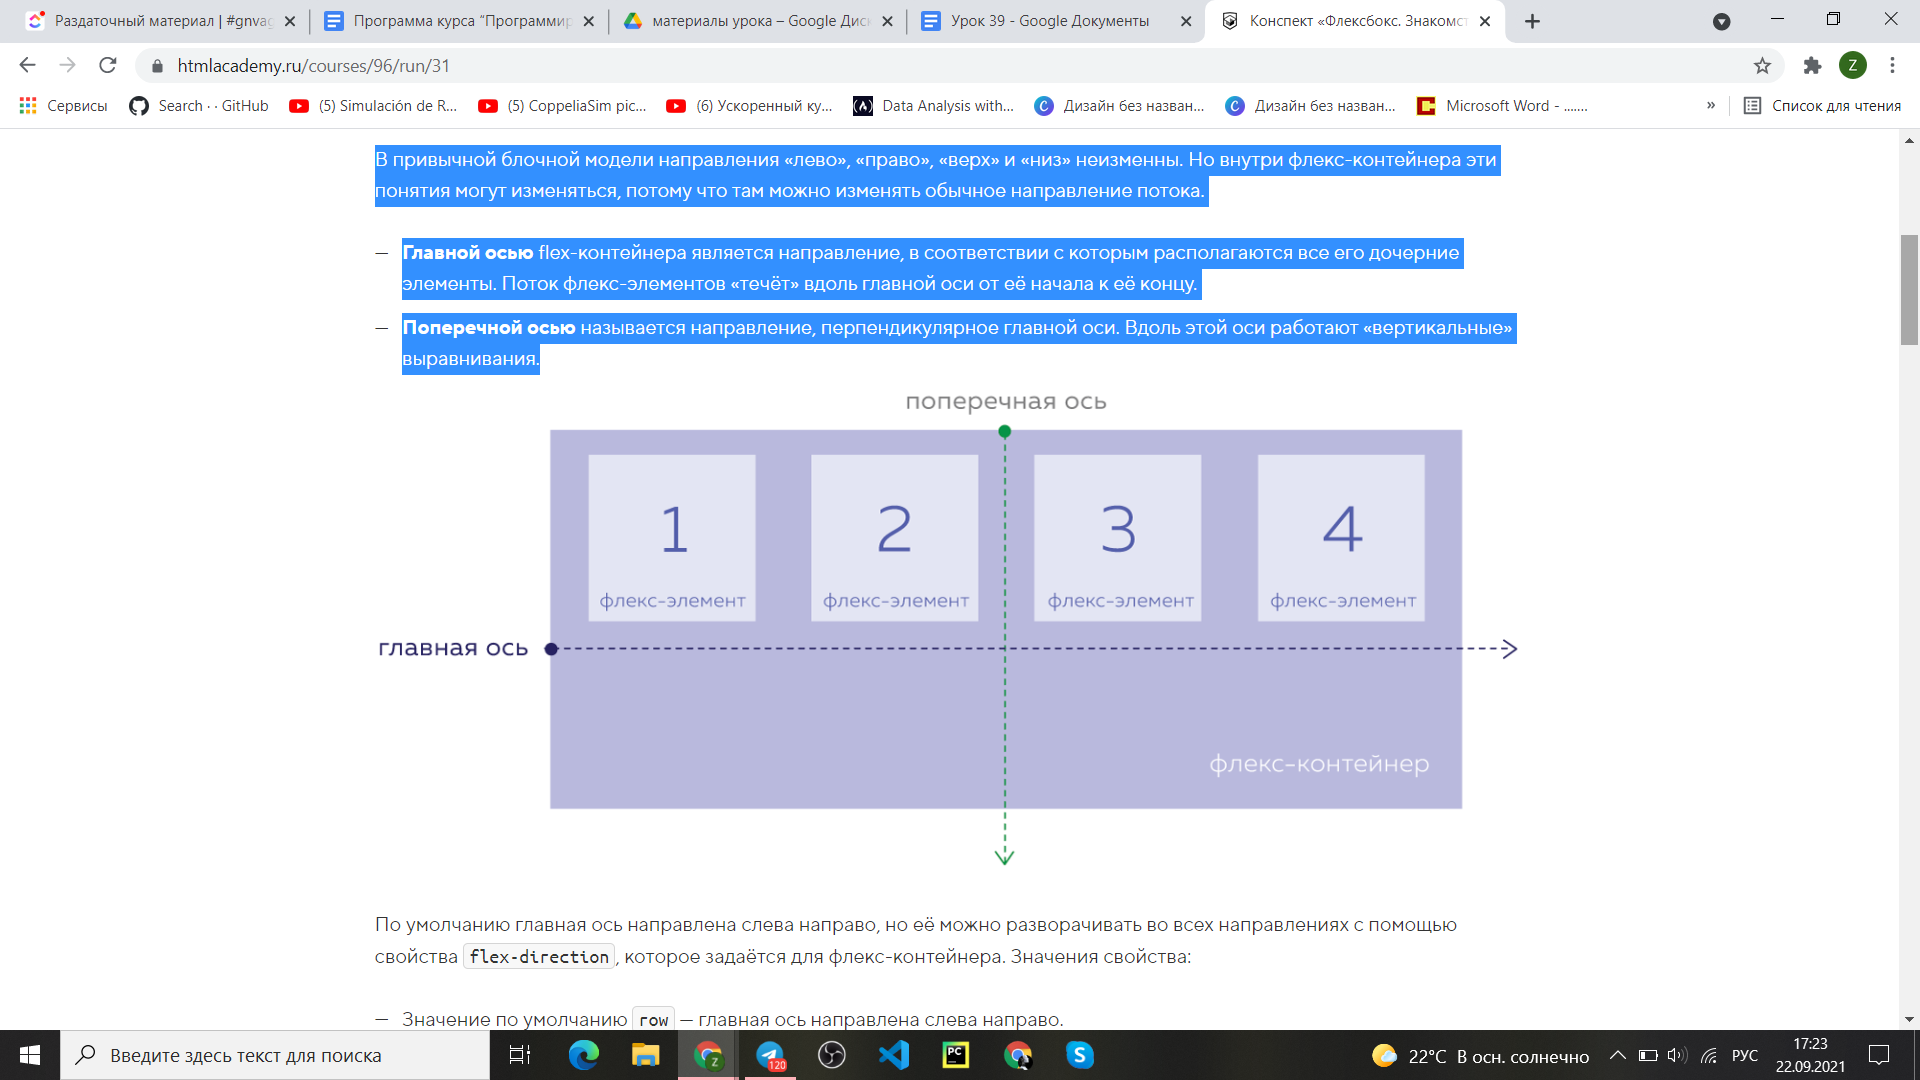 Раздаточный материал | #gnvag
Программа курса "Программир
материалы урока – Google Диск
Урок 39 - Google Документы
Конспект «Флексбокс. Знакомст
htmlacademy.ru/courses/96/run/31
Z
Сервисы
Search · · GitHub
(5) Simulación de R...
(5) CoppeliaSim pic...
(6) Ускоренный ку...
Data Analysis with...
Дизайн без назван...
Дизайн без назван...
Microsoft Word - .......
»
Список для чтения
В привычной блочной модели направления «лево», «право», «верх» и «низ» неизменны. Но внутри флекс-контейнера эти
понятия могут изменяться, потому что там можно изменять обычное направление потока.
— Главной осью flex-контейнера является направление, в соответствии с которым располагаются все его дочерние
элементы. Поток флекс-элементов «течёт» вдоль главной оси от её начала к её концу.
— Поперечной осью называется направление, перпендикулярное главной оси. Вдоль этой оси работают «вертикальные»
выравнивания.
поперечная ось
1
2
3
4
флекс-элемент
флекс-элемент
флекс-элемент
флекс-элемент
главная ось
флекс-контейнер
По умолчанию главная ось направлена слева направо, но её можно разворачивать во всех направлениях с помощью
свойства flex-direction, которое задаётся для флекс-контейнера. Значения свойства:
— Значение по умолчанию row — главная ось направлена слева направо.
Введите здесь текст для поиска
Z
120
PC
S
22°C В осн. солнечно
РУС
17:23
22.09.2021